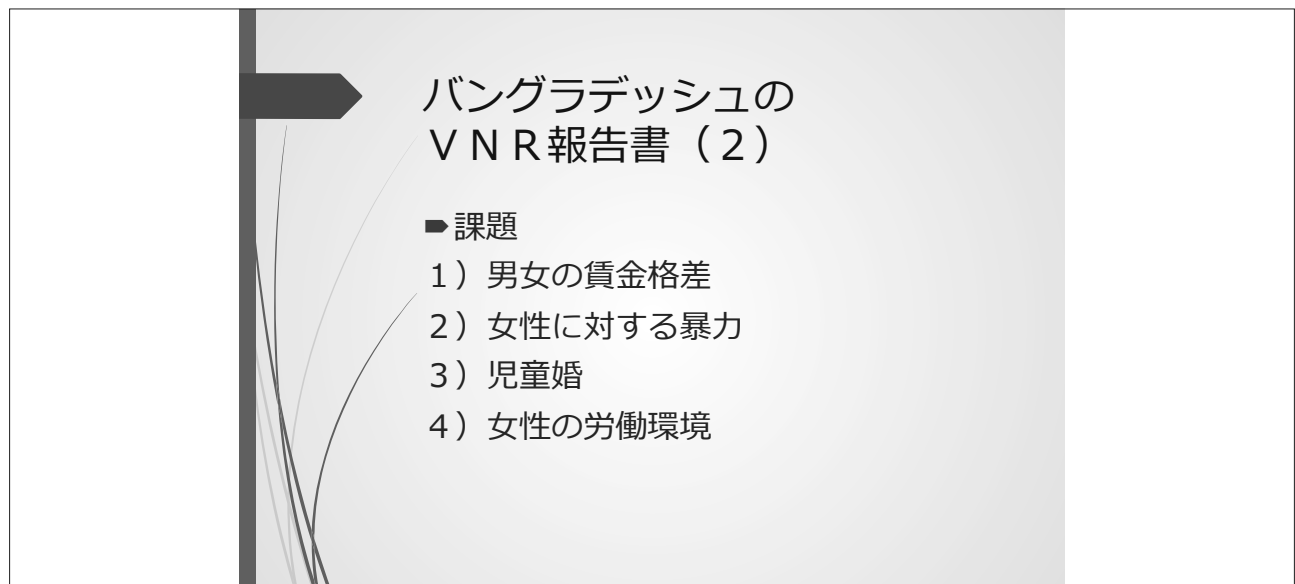 バングラデッシュの
ＶＮＲ報告書（２）
課題
１）男女の賃金格差
２）女性に対する暴力
３）児童婚
４）女性の労働環境